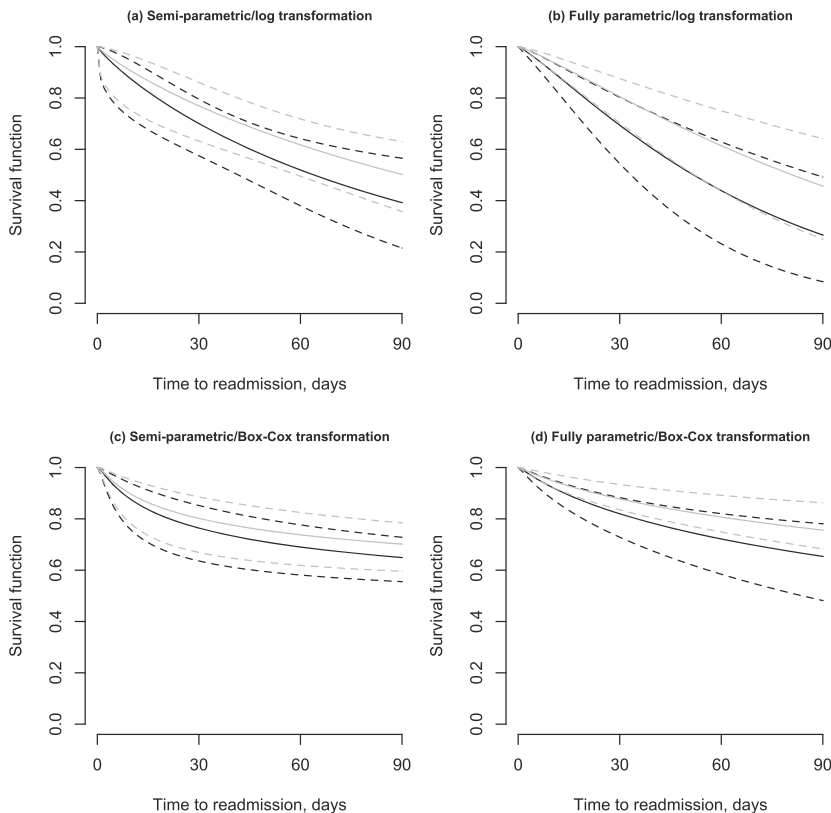 (a) Semi-parametric/log transformation
Survival function
1.0
0.8
0.6
0.4
0.2
0.0
0 30 60 90
Time to readmission, days
(b) Fully parametric/log transformation
Survival function
1.0
0.8
0.6
0.4
0.2
0.0
0 30 60 90
Time to readmission, days
(c) Semi-parametric/Box-Cox transformation
Survival function
1.0
0.8
0.6
0.4
0.2
0.0
0 30 60 90
Time to readmission, days
(d) Fully parametric/Box-Cox transformation
Survival function
1.0
0.8
0.6
0.4
0.2
0.0
0 30 60 90
Time to readmission, days